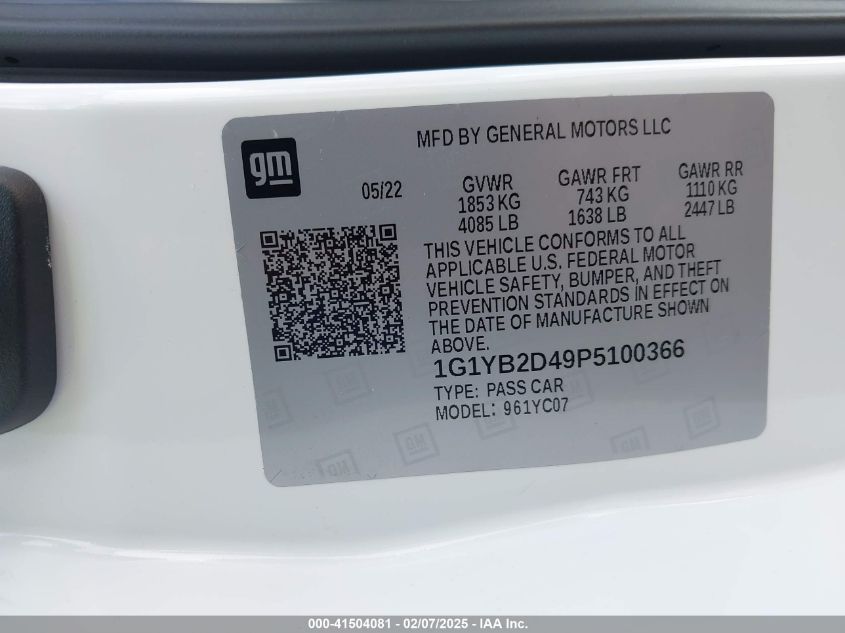 MFD BY GENERAL MOTORS LLC
gm
05/22
GVWR
1853 KG
4085 LB
GAWR FRT
743 KG
1638 LB
GAWR RR
1110 KG
2447 LB
THIS VEHICLE CONFORMS TO ALL
APPLICABLE U.S. FEDERAL MOTOR
VEHICLE SAFETY, BUMPER, AND THEFT
PREVENTION STANDARDS IN EFFECT ON
THE DATE OF MANUFACTURE SHOWN
ABOVE.
1G1YB2D49P5100366
TYPE: PASS CAR
MODEL: 961YC07
GM
GM
GM
000-41504081 - 02/07/2025 - IAA Inc.